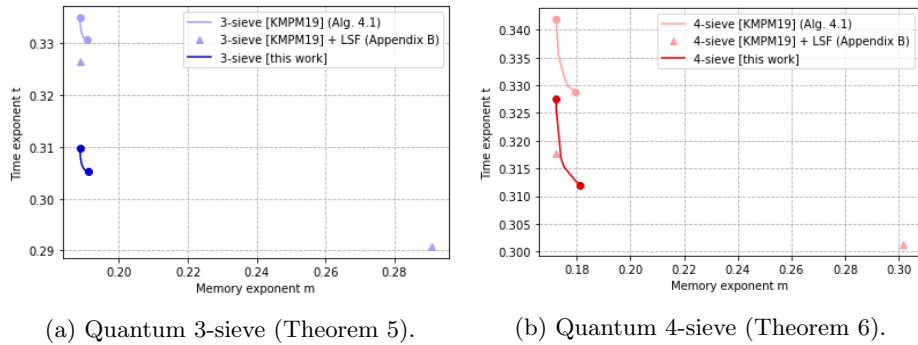 3-sieve [KMPM19] (Alg. 4.1)
3-sieve [KMPM19] + LSF (Appendix B)
3-sieve [this work]
Time exponent t
0.33
0.32
0.31
0.30
0.29
0.20
0.22
0.24
0.26
0.28
Memory exponent m
(a) Quantum 3-sieve (Theorem 5).
4-sieve [KMPM19] (Alg. 4.1)
4-sieve [KMPM19] + LSF (Appendix B)
4-sieve [this work]
Time exponent t
0.340
0.335
0.330
0.325
0.320
0.315
0.310
0.305
0.300
0.18
0.20
0.22
0.24
0.26
0.28
0.30
Memory exponent m
(b) Quantum 4-sieve (Theorem 6).